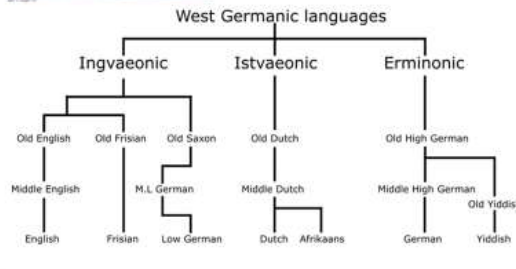 West Germanic languages
Ingvaeonic Istvaeonic Erminonic
Old English Old Frisian Old Saxon Old Dutch Old High German
Middle English M.L German Middle Dutch Middle High German
Old Yiddis
English Frisian Low German Dutch Afrikaans German Yiddish